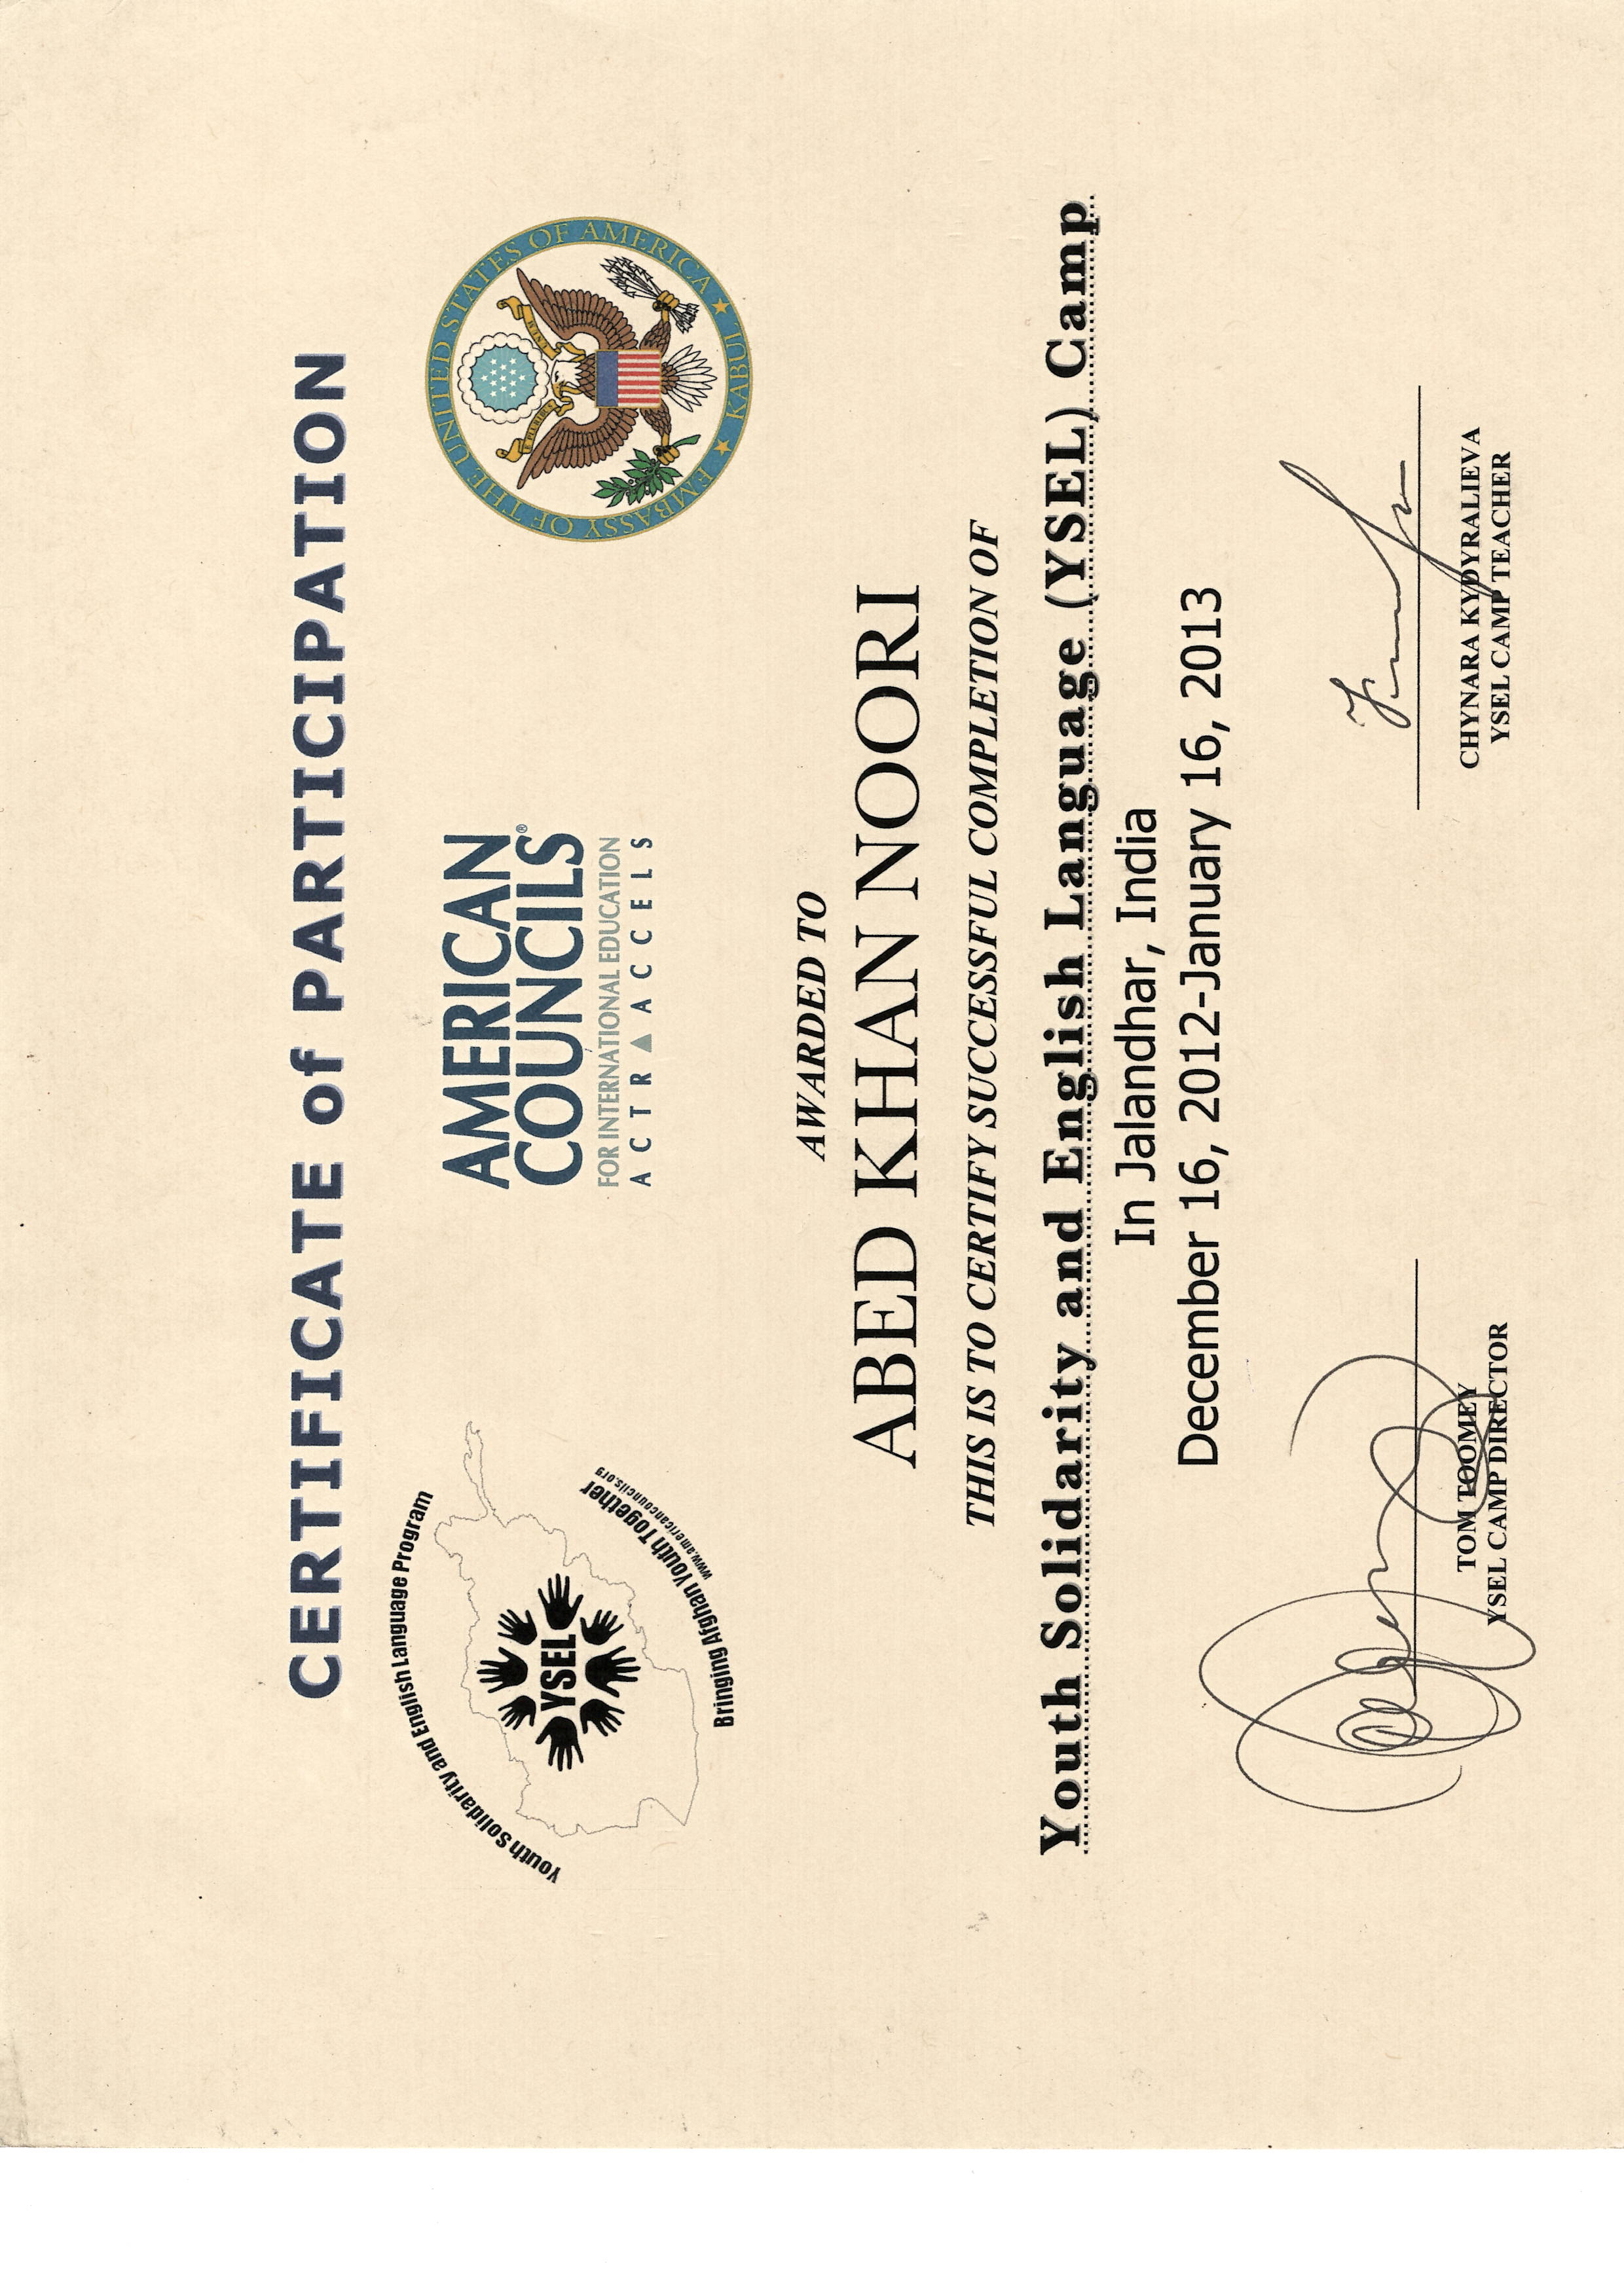 CERTIFICATE of PARTICIPATION
Youth Solidarity and English Language Program
YSEL
Bringing Afghan Youth Together
www.americancouncils.org
AMERICAN
COUNCILS®
FOR INTERNATIONAL EDUCATION
ACTR ▲ ACCELS
EMBASSY OF THE UNITED STATES OF AMERICA ★ KABUL ★
AWARDED TO
ABED KHAN NOORI
THIS IS TO CERTIFY SUCCESSFUL COMPLETION OF
Youth Solidarity and English Language (YSEL) Camp
In Jalandhar, India
December 16, 2012-January 16, 2013
TOM TOOMEY
YSEL CAMP DIRECTOR
CHYNARA KYDYRALIEVA
YSEL CAMP TEACHER